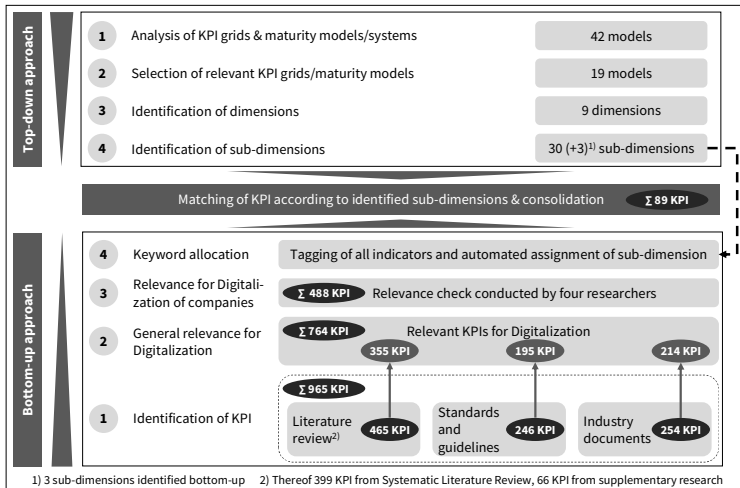 Top-down approach
1 Analysis of KPI grids & maturity models/systems 42 models
2 Selection of relevant KPI grids/maturity models 19 models
3 Identification of dimensions 9 dimensions
4 Identification of sub-dimensions 30 (+3)1) sub-dimensions
Matching of KPI according to identified sub-dimensions & consolidation Σ 89 KPI
Bottom-up approach
4 Keyword allocation Tagging of all indicators and automated assignment of sub-dimension
3 Relevance for Digitali-
zation of companies
Σ 488 KPI Relevance check conducted by four researchers
2 General relevance for
Digitalization
Σ 764 KPI Relevant KPIs for Digitalization
355 KPI 195 KPI 214 KPI
Σ 965 KPI
1 Identification of KPI
Literature
review2)
465 KPI
Standards
and
guidelines
246 KPI
Industry
documents
254 KPI
1) 3 sub-dimensions identified bottom-up 2) Thereof 399 KPI from Systematic Literature Review, 66 KPI from supplementary research